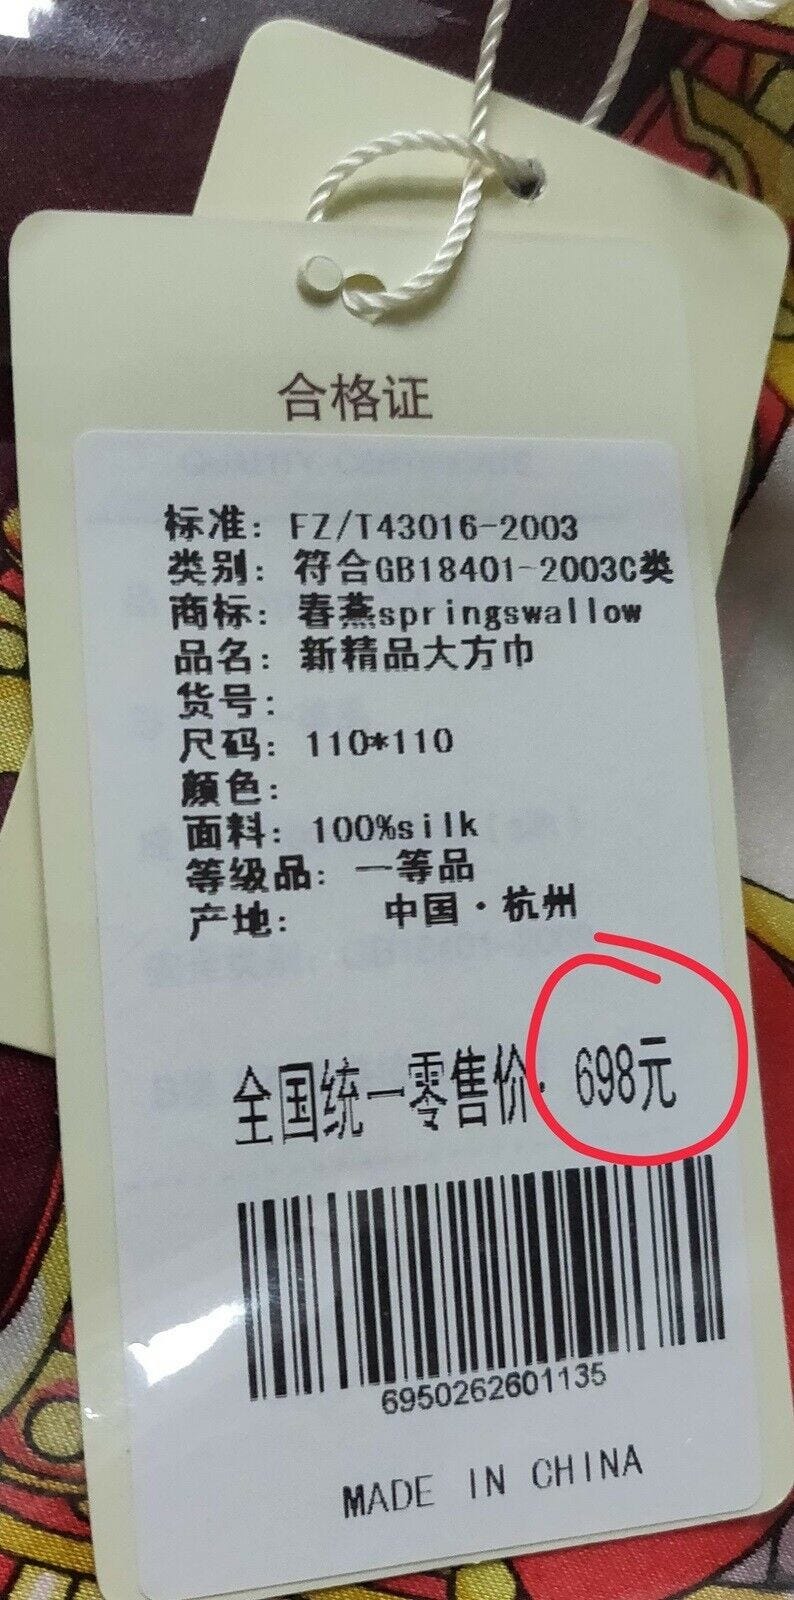 合格证
标准: FZ/T43016-2003
类别: 符合GB18401-2003C类
商标: 春燕springswallow
品名: 新精品大方巾
货号:
尺码: 110*110
颜色:
面料: 100%silk
等级品: 一等品
产地: 中国·杭州
全国统一零售价: 698元
6950262601135
MADE IN CHINA